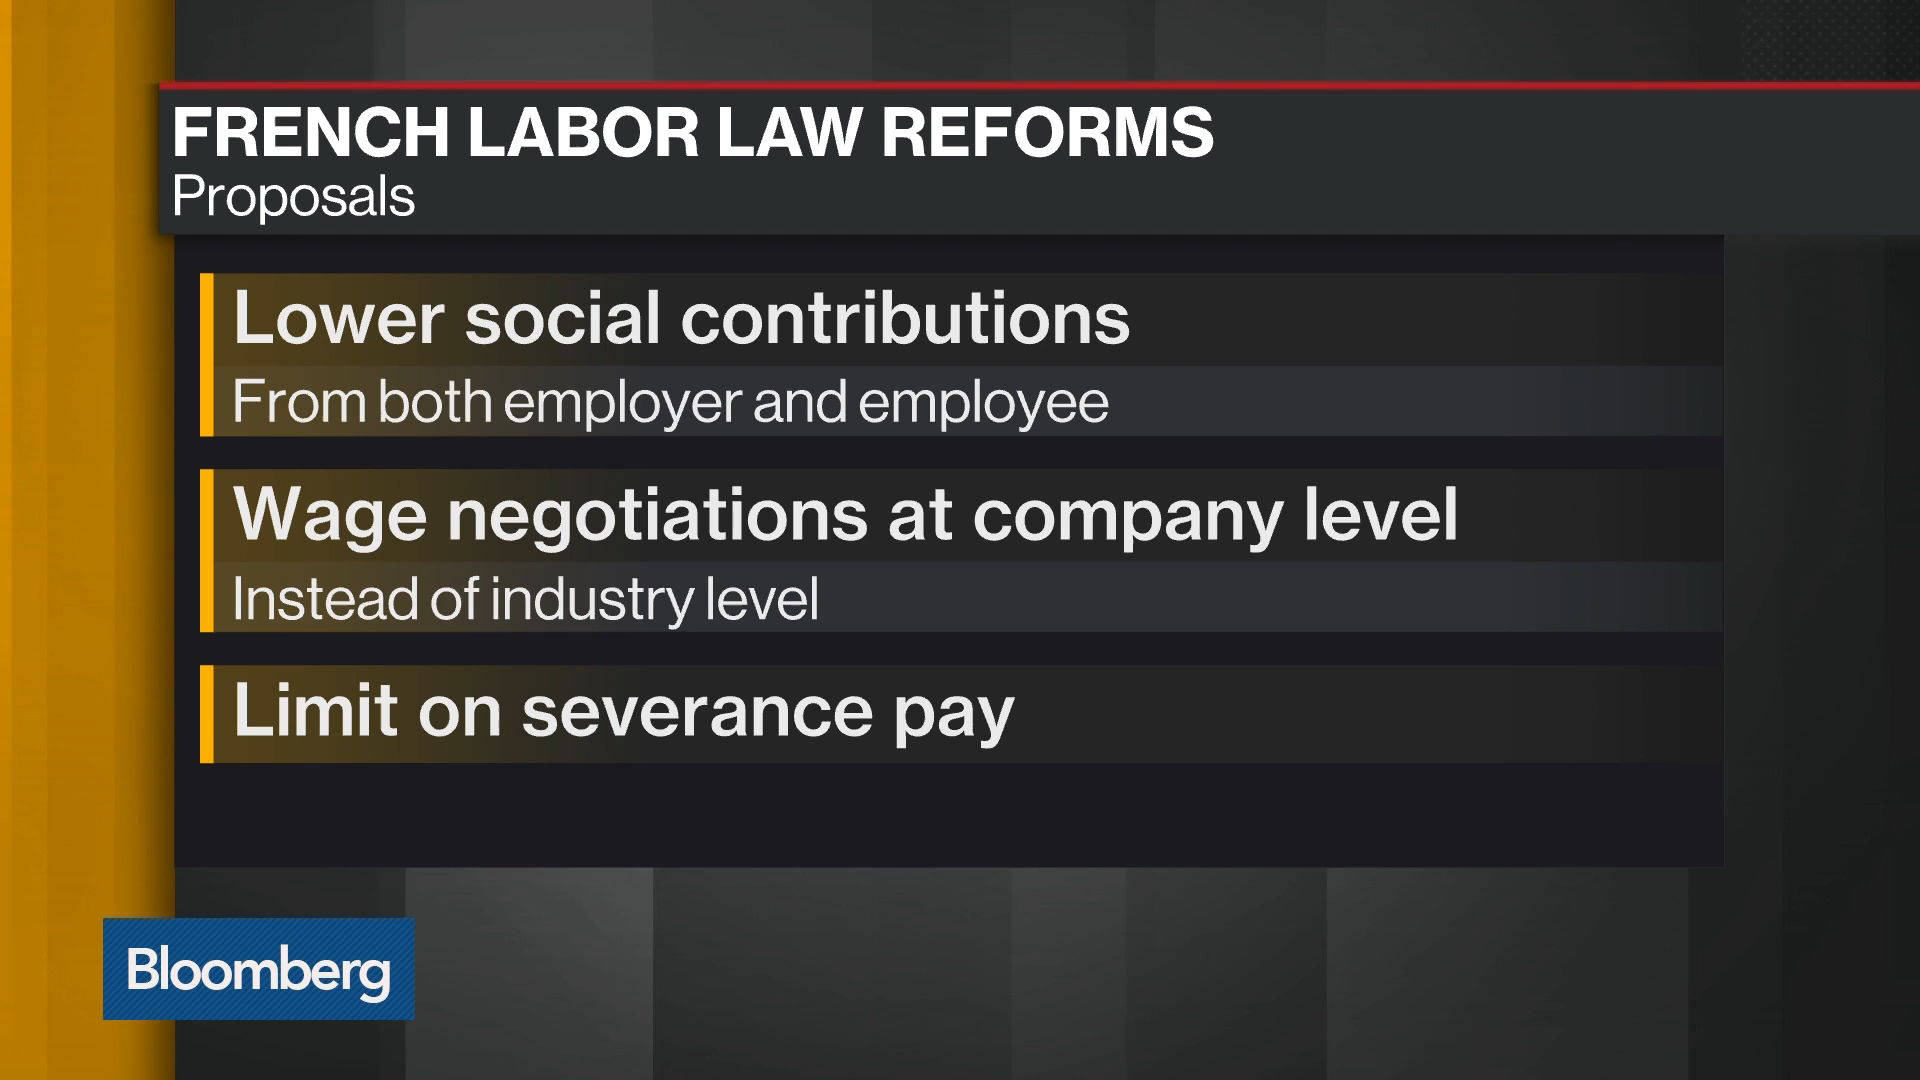 FRENCH LABOR LAW REFORMS
Proposals
Lower social contributions
From both employer and employee
Wage negotiations at company level
Instead of industry level
Limit on severance pay
Bloomberg